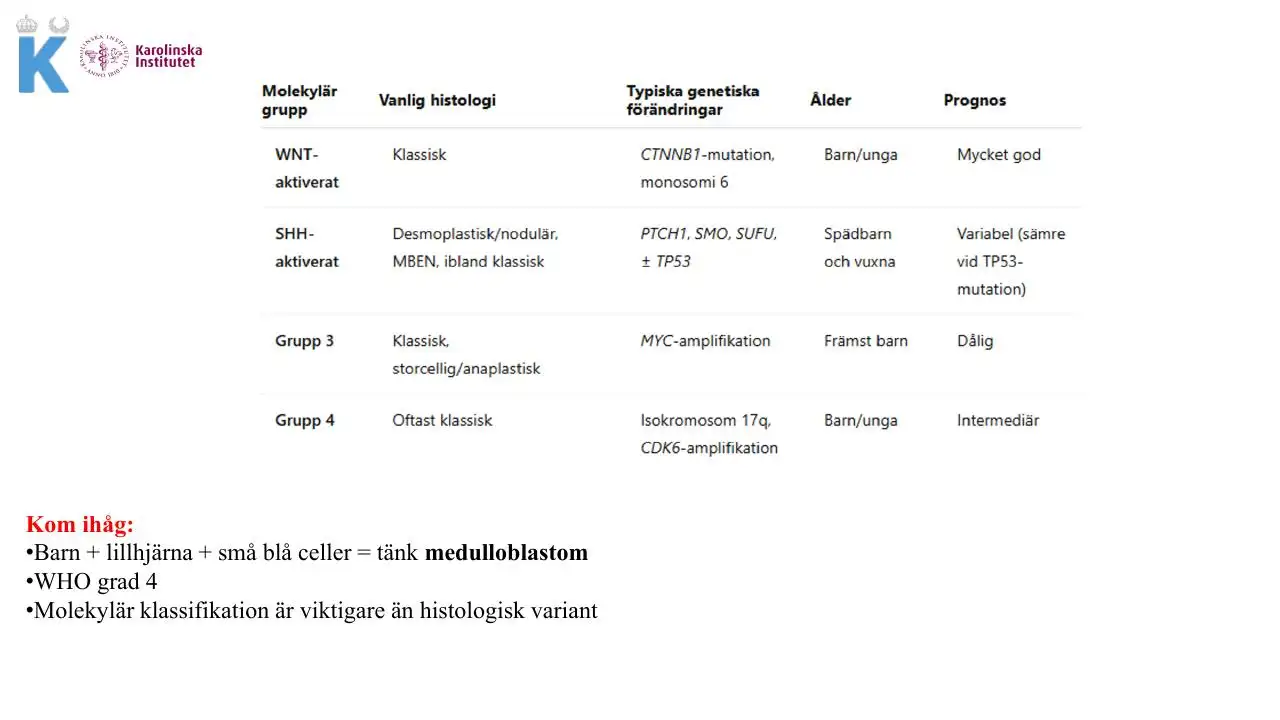 Karolinska
Institutet
Molekylär grupp | Vanlig histologi | Typiska genetiska förändringar | Ålder | Prognos
WNT-aktiverat | Klassisk | CTNNB1-mutation, monosomi 6 | Barn/unga | Mycket god
SHH-aktiverat | Desmoplastisk/nodulär, MBEN, ibland klassisk | PTCH1, SMO, SUFU, ± TP53 | Spädbarn och vuxna | Variabel (sämre vid TP53-mutation)
Grupp 3 | Klassisk, storcellig/anaplastisk | MYC-amplifikation | Främst barn | Dålig
Grupp 4 | Oftast klassisk | Isokromosom 17q, CDK6-amplifikation | Barn/unga | Intermediär
Kom ihåg:
•Barn + lillhjärna + små blå celler = tänk medulloblastom
•WHO grad 4
•Molekylär klassifikation är viktigare än histologisk variant